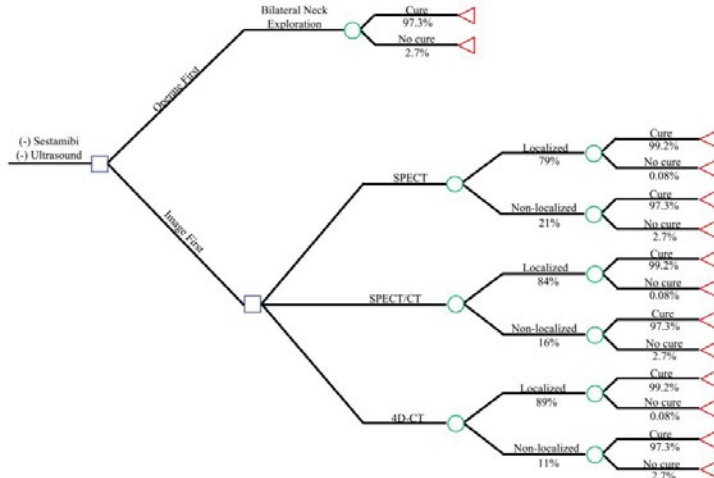 Bilateral Neck
Exploration
Cure
97.3%
No cure
2.7%
Operate First
(-) Sestamibi
(-) Ultrasound
Image First
SPECT
Localized
79%
Cure
99.2%
No cure
0.08%
Non-localized
21%
Cure
97.3%
No cure
2.7%
SPECT/CT
Localized
84%
Cure
99.2%
No cure
0.08%
Non-localized
16%
Cure
97.3%
No cure
2.7%
4D-CT
Localized
89%
Cure
99.2%
No cure
0.08%
Non-localized
11%
Cure
97.3%
No cure
2.7%